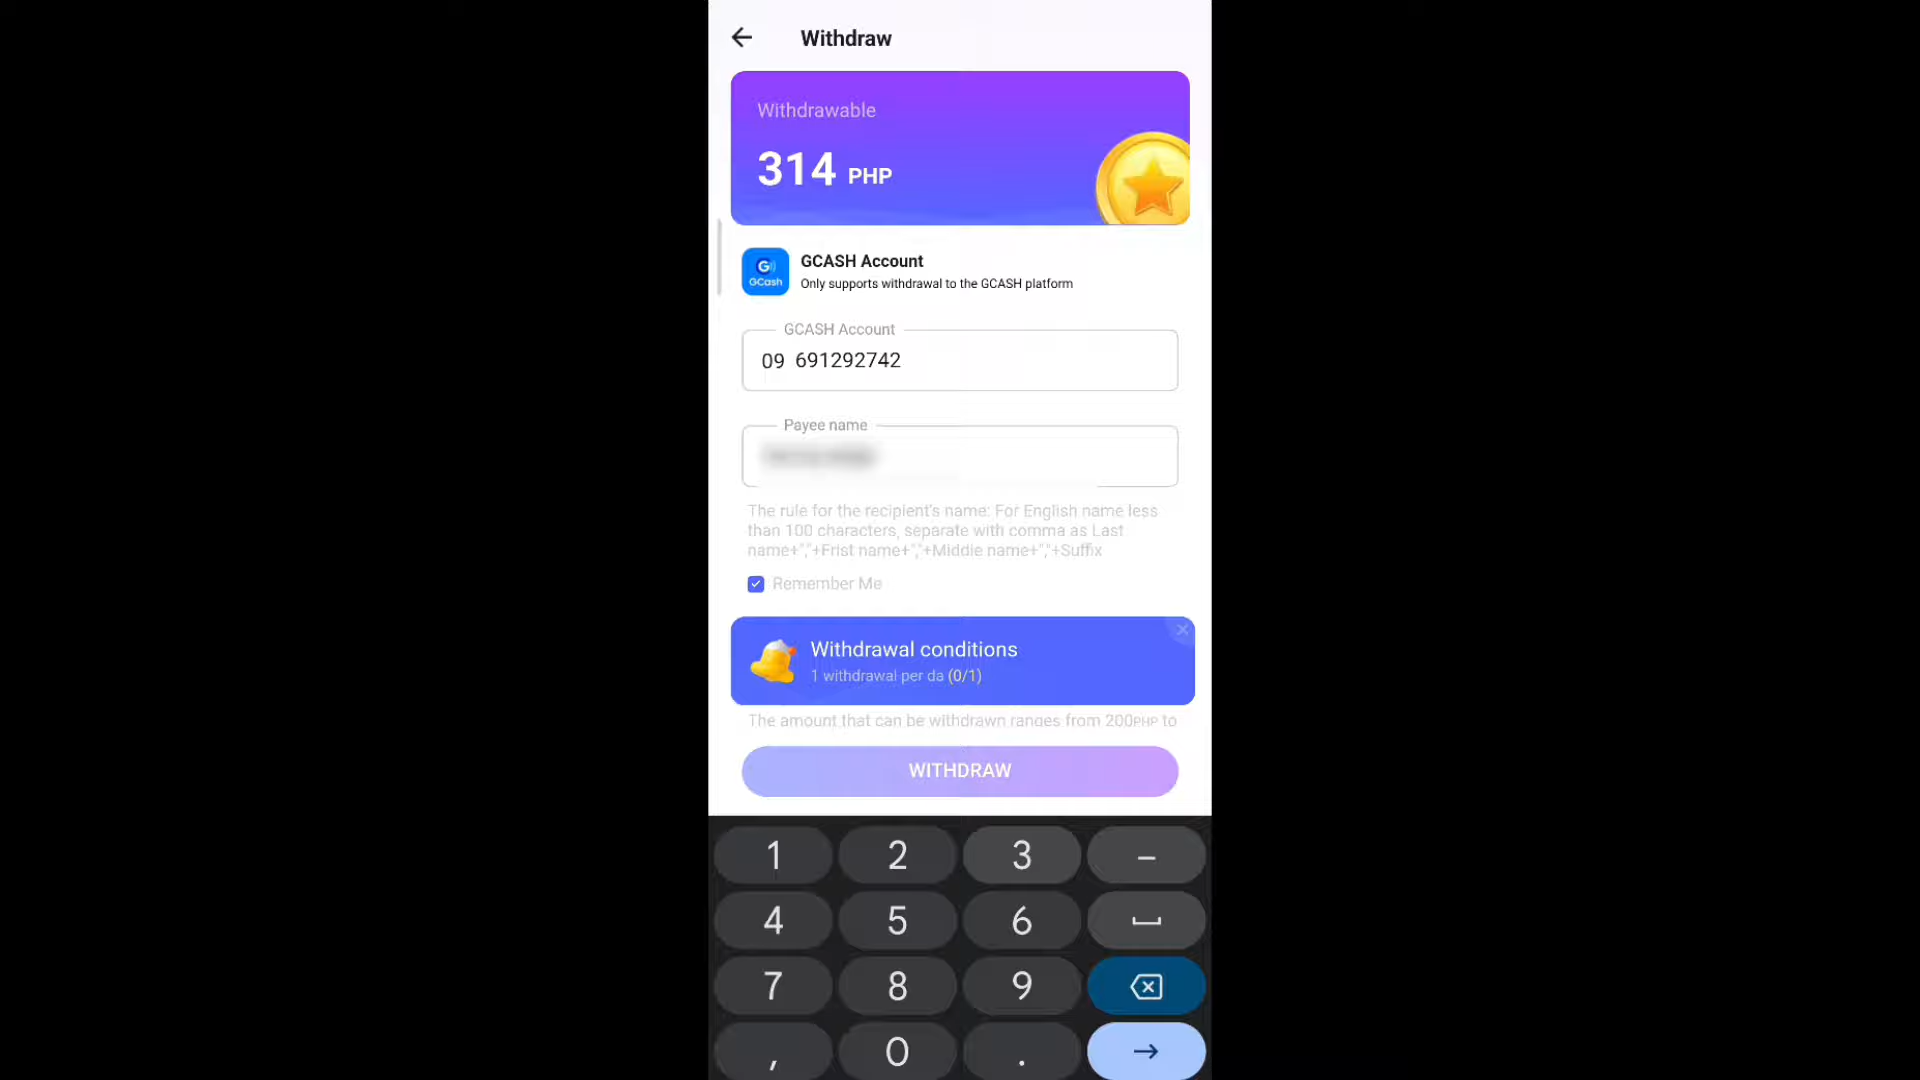 Withdraw
Withdrawable
314 PHP
G
GCash
GCASH Account
Only supports withdrawal to the GCASH platform
GCASH Account
09 691292742
Payee name
The rule for the recipient's name: For English name less
than 100 characters, separate with comma as Last
name+","+Frist name+","+Middie name+","+Suffix
Remember Me
Withdrawal conditions
1 withdrawal per da (0/1)
The amount that can be withdrawn ranges from 200PHP to
WITHDRAW
1 2 3 –
4 5 6
7 8 9
, 0 .